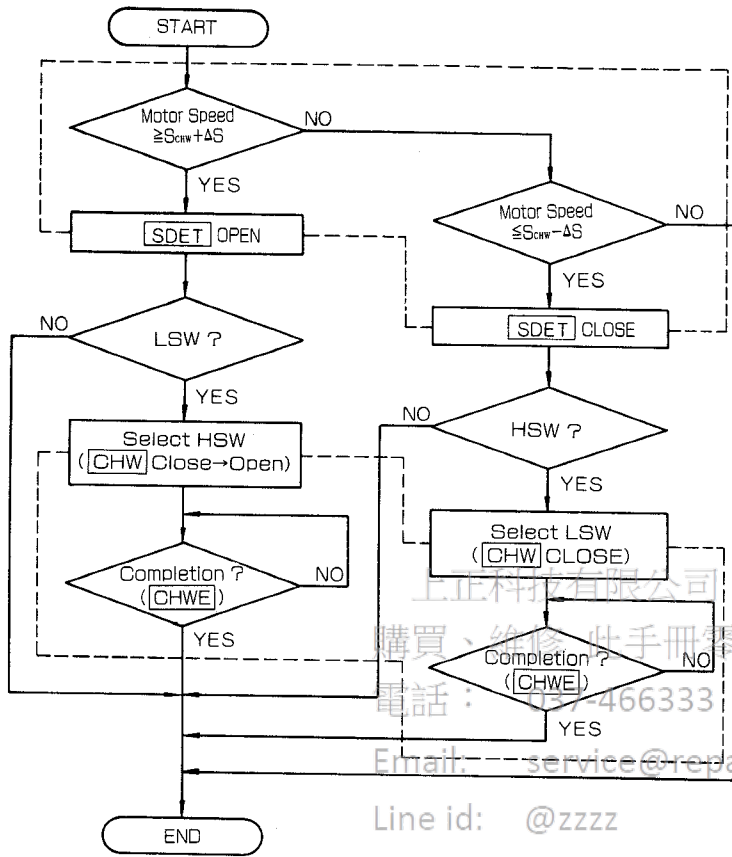 START
Motor Speed
≧SCHW+ΔS
NO
YES
SDET OPEN
Motor Speed
≦SCHW−ΔS
NO
YES
SDET CLOSE
LSW ?
NO
YES
Select HSW
(CHW Close→Open)
HSW ?
NO
YES
Select LSW
(CHW CLOSE)
Completion ?
(CHWE)
NO
YES
Completion ?
(CHWE)
NO
YES
END
上正科技有限公司
購買、維修 此手冊零
電話： 037-466333
Email: service@repa
Line id: @zzzz